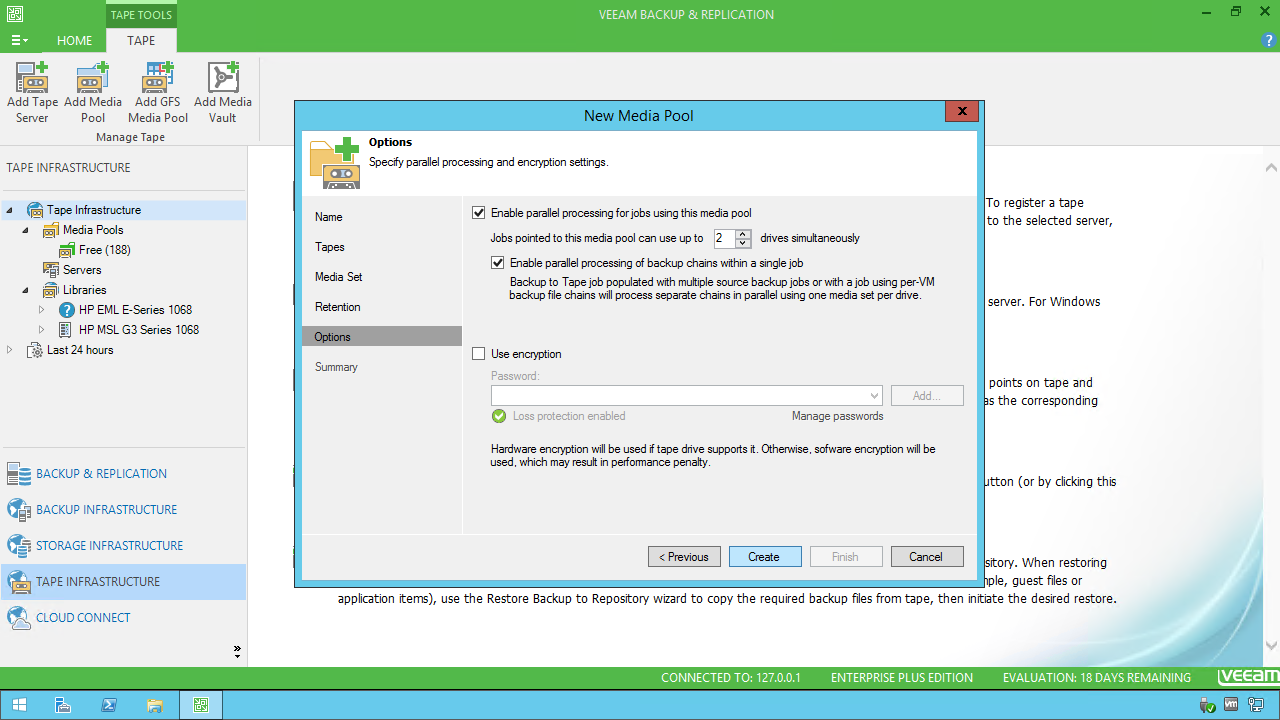 TAPE TOOLS
VEEAM BACKUP & REPLICATION
HOME
TAPE
Add Tape Server
Add Media Pool
Add GFS Media Pool
Add Media Vault
Manage Tape
TAPE INFRASTRUCTURE
Tape Infrastructure
Media Pools
Free (188)
Servers
Libraries
HP EML E-Series 1068
HP MSL G3 Series 1068
Last 24 hours
BACKUP & REPLICATION
BACKUP INFRASTRUCTURE
STORAGE INFRASTRUCTURE
TAPE INFRASTRUCTURE
CLOUD CONNECT
New Media Pool
Options
Specify parallel processing and encryption settings.
Name
Tapes
Media Set
Retention
Options
Summary
Enable parallel processing for jobs using this media pool
Jobs pointed to this media pool can use up to 2 drives simultaneously
Enable parallel processing of backup chains within a single job
Backup to Tape job populated with multiple source backup jobs or with a job using per-VM
backup file chains will process separate chains in parallel using one media set per drive.
Use encryption
Password:
Add...
Loss protection enabled
Manage passwords
Hardware encryption will be used if tape drive supports it. Otherwise, sofware encryption will be
used, which may result in performance penalty.
< Previous
Create
Finish
Cancel
To register a tape
to the selected server,
server. For Windows
points on tape and
as the corresponding
utton (or by clicking this
sitory. When restoring
mple, guest files or
application items), use the Restore Backup to Repository wizard to copy the required backup files from tape, then initiate the desired restore.
CONNECTED TO: 127.0.0.1
ENTERPRISE PLUS EDITION
EVALUATION: 18 DAYS REMAINING
veeam
vm